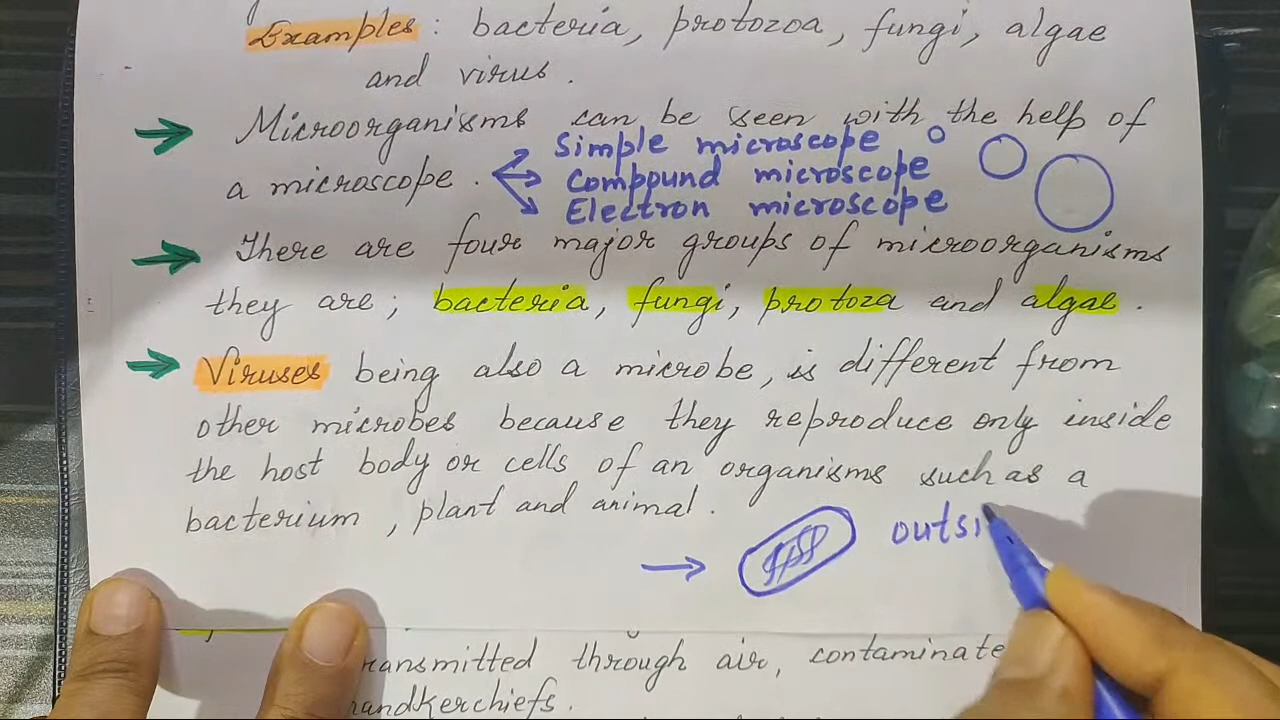 Examples : bacteria, protozoa, fungi, algae
and virus.
Microorganisms can be seen with the help of
a microscope.
Simple microscope
Compound microscope
Electron microscope
There are four major groups of microorganisms
they are; bacteria, fungi, protoza and algae.
Viruses being also a microbe, is different from
other microbes because they reproduce only inside
the host body or cells of an organisms such as a
bacterium, plant and animal.
outsi
transmitted through air, contaminate
handkerchiefs.